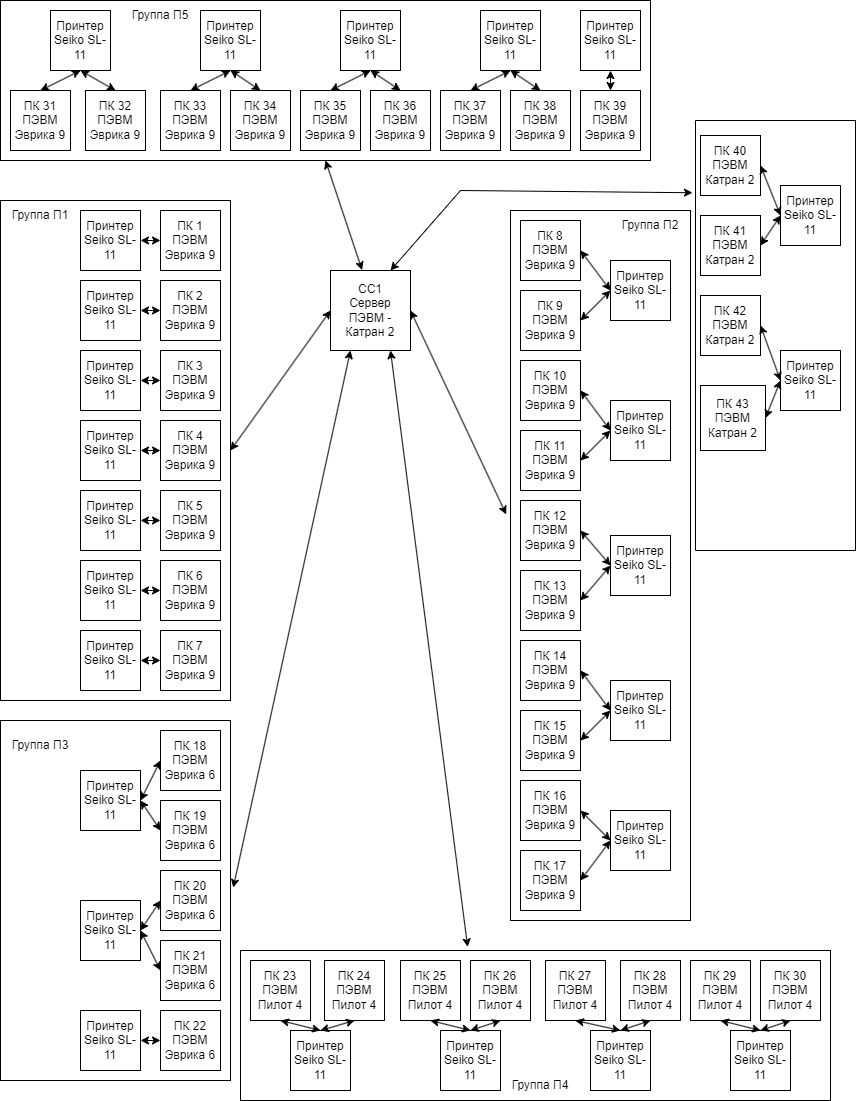 Группа П5
Принтер
Seiko SL-
11
Принтер
Seiko SL-
11
Принтер
Seiko SL-
11
Принтер
Seiko SL-
11
Принтер
Seiko SL-
11
ПК 31
ПЭВМ
Эврика 9
ПК 32
ПЭВМ
Эврика 9
ПК 33
ПЭВМ
Эврика 9
ПК 34
ПЭВМ
Эврика 9
ПК 35
ПЭВМ
Эврика 9
ПК 36
ПЭВМ
Эврика 9
ПК 37
ПЭВМ
Эврика 9
ПК 38
ПЭВМ
Эврика 9
ПК 39
ПЭВМ
Эврика 9
Группа П1
Принтер
Seiko SL-
11
ПК 1
ПЭВМ
Эврика 9
Принтер
Seiko SL-
11
ПК 2
ПЭВМ
Эврика 9
Принтер
Seiko SL-
11
ПК 3
ПЭВМ
Эврика 9
Принтер
Seiko SL-
11
ПК 4
ПЭВМ
Эврика 9
Принтер
Seiko SL-
11
ПК 5
ПЭВМ
Эврика 9
Принтер
Seiko SL-
11
ПК 6
ПЭВМ
Эврика 9
Принтер
Seiko SL-
11
ПК 7
ПЭВМ
Эврика 9
СС1
Сервер
ПЭВМ -
Катран 2
Группа П2
ПК 8
ПЭВМ
Эврика 9
ПК 9
ПЭВМ
Эврика 9
Принтер
Seiko SL-
11
ПК 10
ПЭВМ
Эврика 9
ПК 11
ПЭВМ
Эврика 9
Принтер
Seiko SL-
11
ПК 12
ПЭВМ
Эврика 9
ПК 13
ПЭВМ
Эврика 9
Принтер
Seiko SL-
11
ПК 14
ПЭВМ
Эврика 9
ПК 15
ПЭВМ
Эврика 9
Принтер
Seiko SL-
11
ПК 16
ПЭВМ
Эврика 9
ПК 17
ПЭВМ
Эврика 9
Принтер
Seiko SL-
11
ПК 40
ПЭВМ
Катран 2
ПК 41
ПЭВМ
Катран 2
Принтер
Seiko SL-
11
ПК 42
ПЭВМ
Катран 2
ПК 43
ПЭВМ
Катран 2
Принтер
Seiko SL-
11
Группа П3
ПК 18
ПЭВМ
Эврика 6
ПК 19
ПЭВМ
Эврика 6
Принтер
Seiko SL-
11
ПК 20
ПЭВМ
Эврика 6
ПК 21
ПЭВМ
Эврика 6
Принтер
Seiko SL-
11
Принтер
Seiko SL-
11
ПК 22
ПЭВМ
Эврика 6
ПК 23
ПЭВМ
Пилот 4
ПК 24
ПЭВМ
Пилот 4
ПК 25
ПЭВМ
Пилот 4
ПК 26
ПЭВМ
Пилот 4
ПК 27
ПЭВМ
Пилот 4
ПК 28
ПЭВМ
Пилот 4
ПК 29
ПЭВМ
Пилот 4
ПК 30
ПЭВМ
Пилот 4
Принтер
Seiko SL-
11
Принтер
Seiko SL-
11
Принтер
Seiko SL-
11
Принтер
Seiko SL-
11
Группа П4